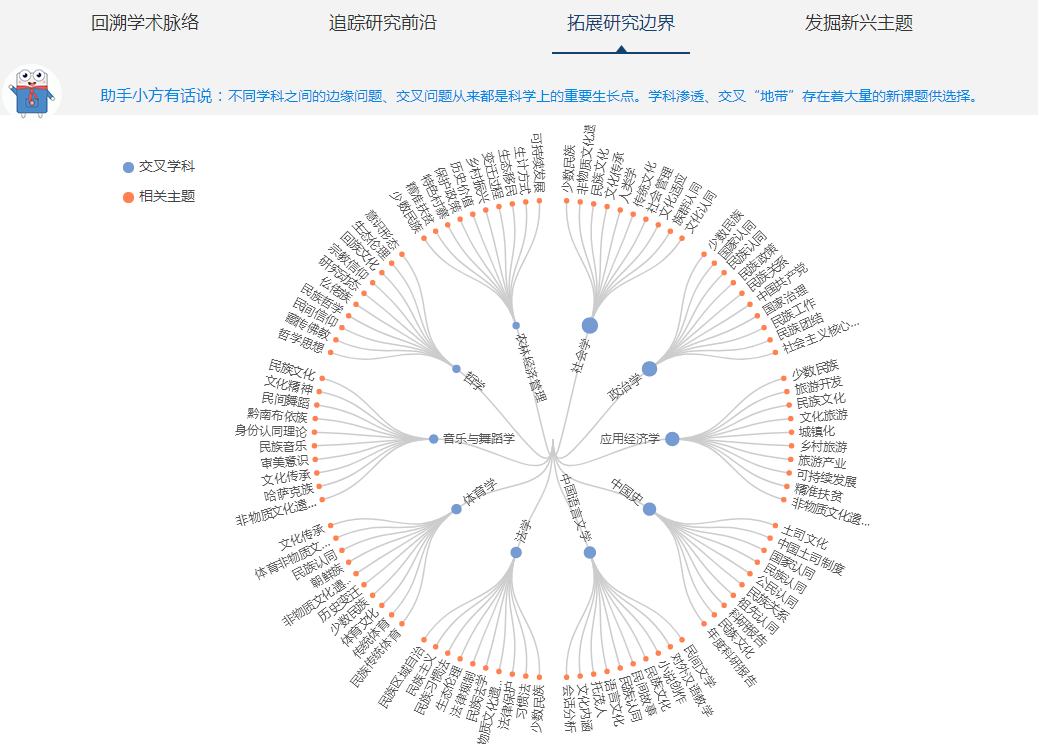 回溯学术脉络
追踪研究前沿
拓展研究边界
发掘新兴主题
助手小方有话说：不同学科之间的边缘问题、交叉问题从来都是科学上的重要生长点。学科渗透、交叉“地带”存在着大量的新课题供选择。
交叉学科
相关主题
社会学
少数民族
非物质文化遗
民族文化
文化传承
人类学
传统文化
社会管理
文化适应
族群认同
文化认同
政治学
少数民族
国家认同
民族认同
民族政策
民族关系
中国共产党
国家治理
民族工作
民族团结
社会主义核心...
应用经济学
少数民族
旅游开发
民族文化
文化旅游
城镇化
乡村旅游
旅游产业
可持续发展
精准扶贫
非物质文化遗...
中国史
土司文化
中国土司制度
国家认同
民族认同
公民认同
民族关系
祖先认同
科研报告
民族文化
年度科研报告
中国语言文学
民间文学
对外汉语教学
小说创作
民族文化
民间故事
民族认同
语言文化
托茂人
文化内涵
会话分析
法学
少数民族
习惯法
法律保护
物质文化遗...
民族法学
法律规制
生态伦理
民族习惯法
民族主义
民族区域自治
体育学
民族传统体育
传统体育
体育文化
少数民族
历史变迁
非物质文化遗...
朝鲜族
民族认同
体育非物质文...
文化传承
音乐与舞蹈学
非物质文化遗...
哈萨克族
文化传承
审美意识
民族音乐
身份认同理论
黔南布依族
民间舞蹈
文化精神
民族文化
哲学
哲学思想
藏传佛教
民间信仰
民族哲学
仫佬族
研究动态
宗教信仰
回族文化
生态伦理
意识形态
农林经济管理
少数民族
精准扶贫
特色村寨
保护政策
历史价值
乡村振兴
变迁过程
生态移民
生计方式
可持续发展